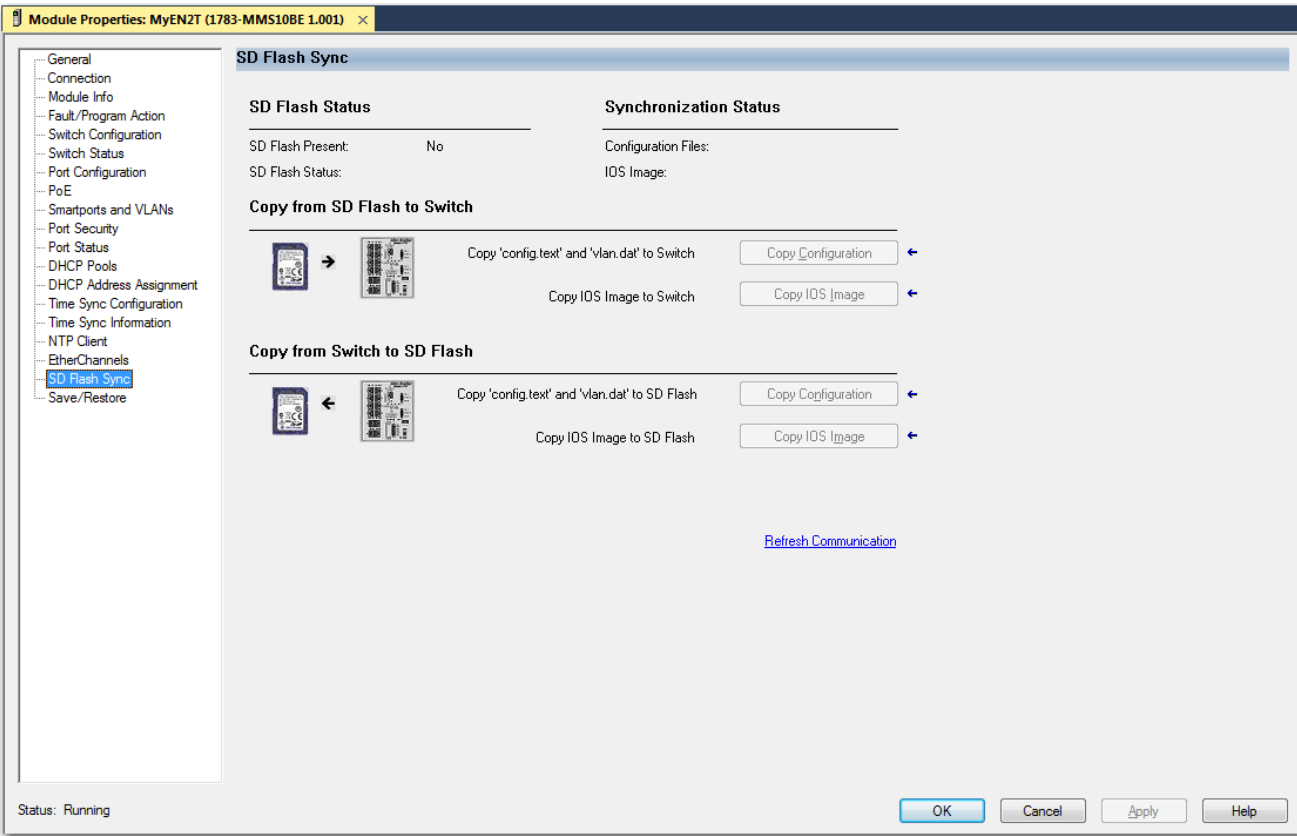 Module Properties: MyEN2T (1783-MMS10BE 1.001) ×
General
Connection
Module Info
Fault/Program Action
Switch Configuration
Switch Status
Port Configuration
PoE
Smartports and VLANs
Port Security
Port Status
DHCP Pools
DHCP Address Assignment
Time Sync Configuration
Time Sync Information
NTP Client
EtherChannels
SD Flash Sync
Save/Restore
SD Flash Sync
SD Flash Status
SD Flash Present: No
SD Flash Status:
Synchronization Status
Configuration Files:
IOS Image:
Copy from SD Flash to Switch
Copy 'config.text' and 'vlan.dat' to Switch Copy Configuration
Copy IOS Image to Switch Copy IOS Image
Copy from Switch to SD Flash
Copy 'config.text' and 'vlan.dat' to SD Flash Copy Configuration
Copy IOS Image to SD Flash Copy IOS Image
Refresh Communication
Status: Running
OK Cancel Apply Help